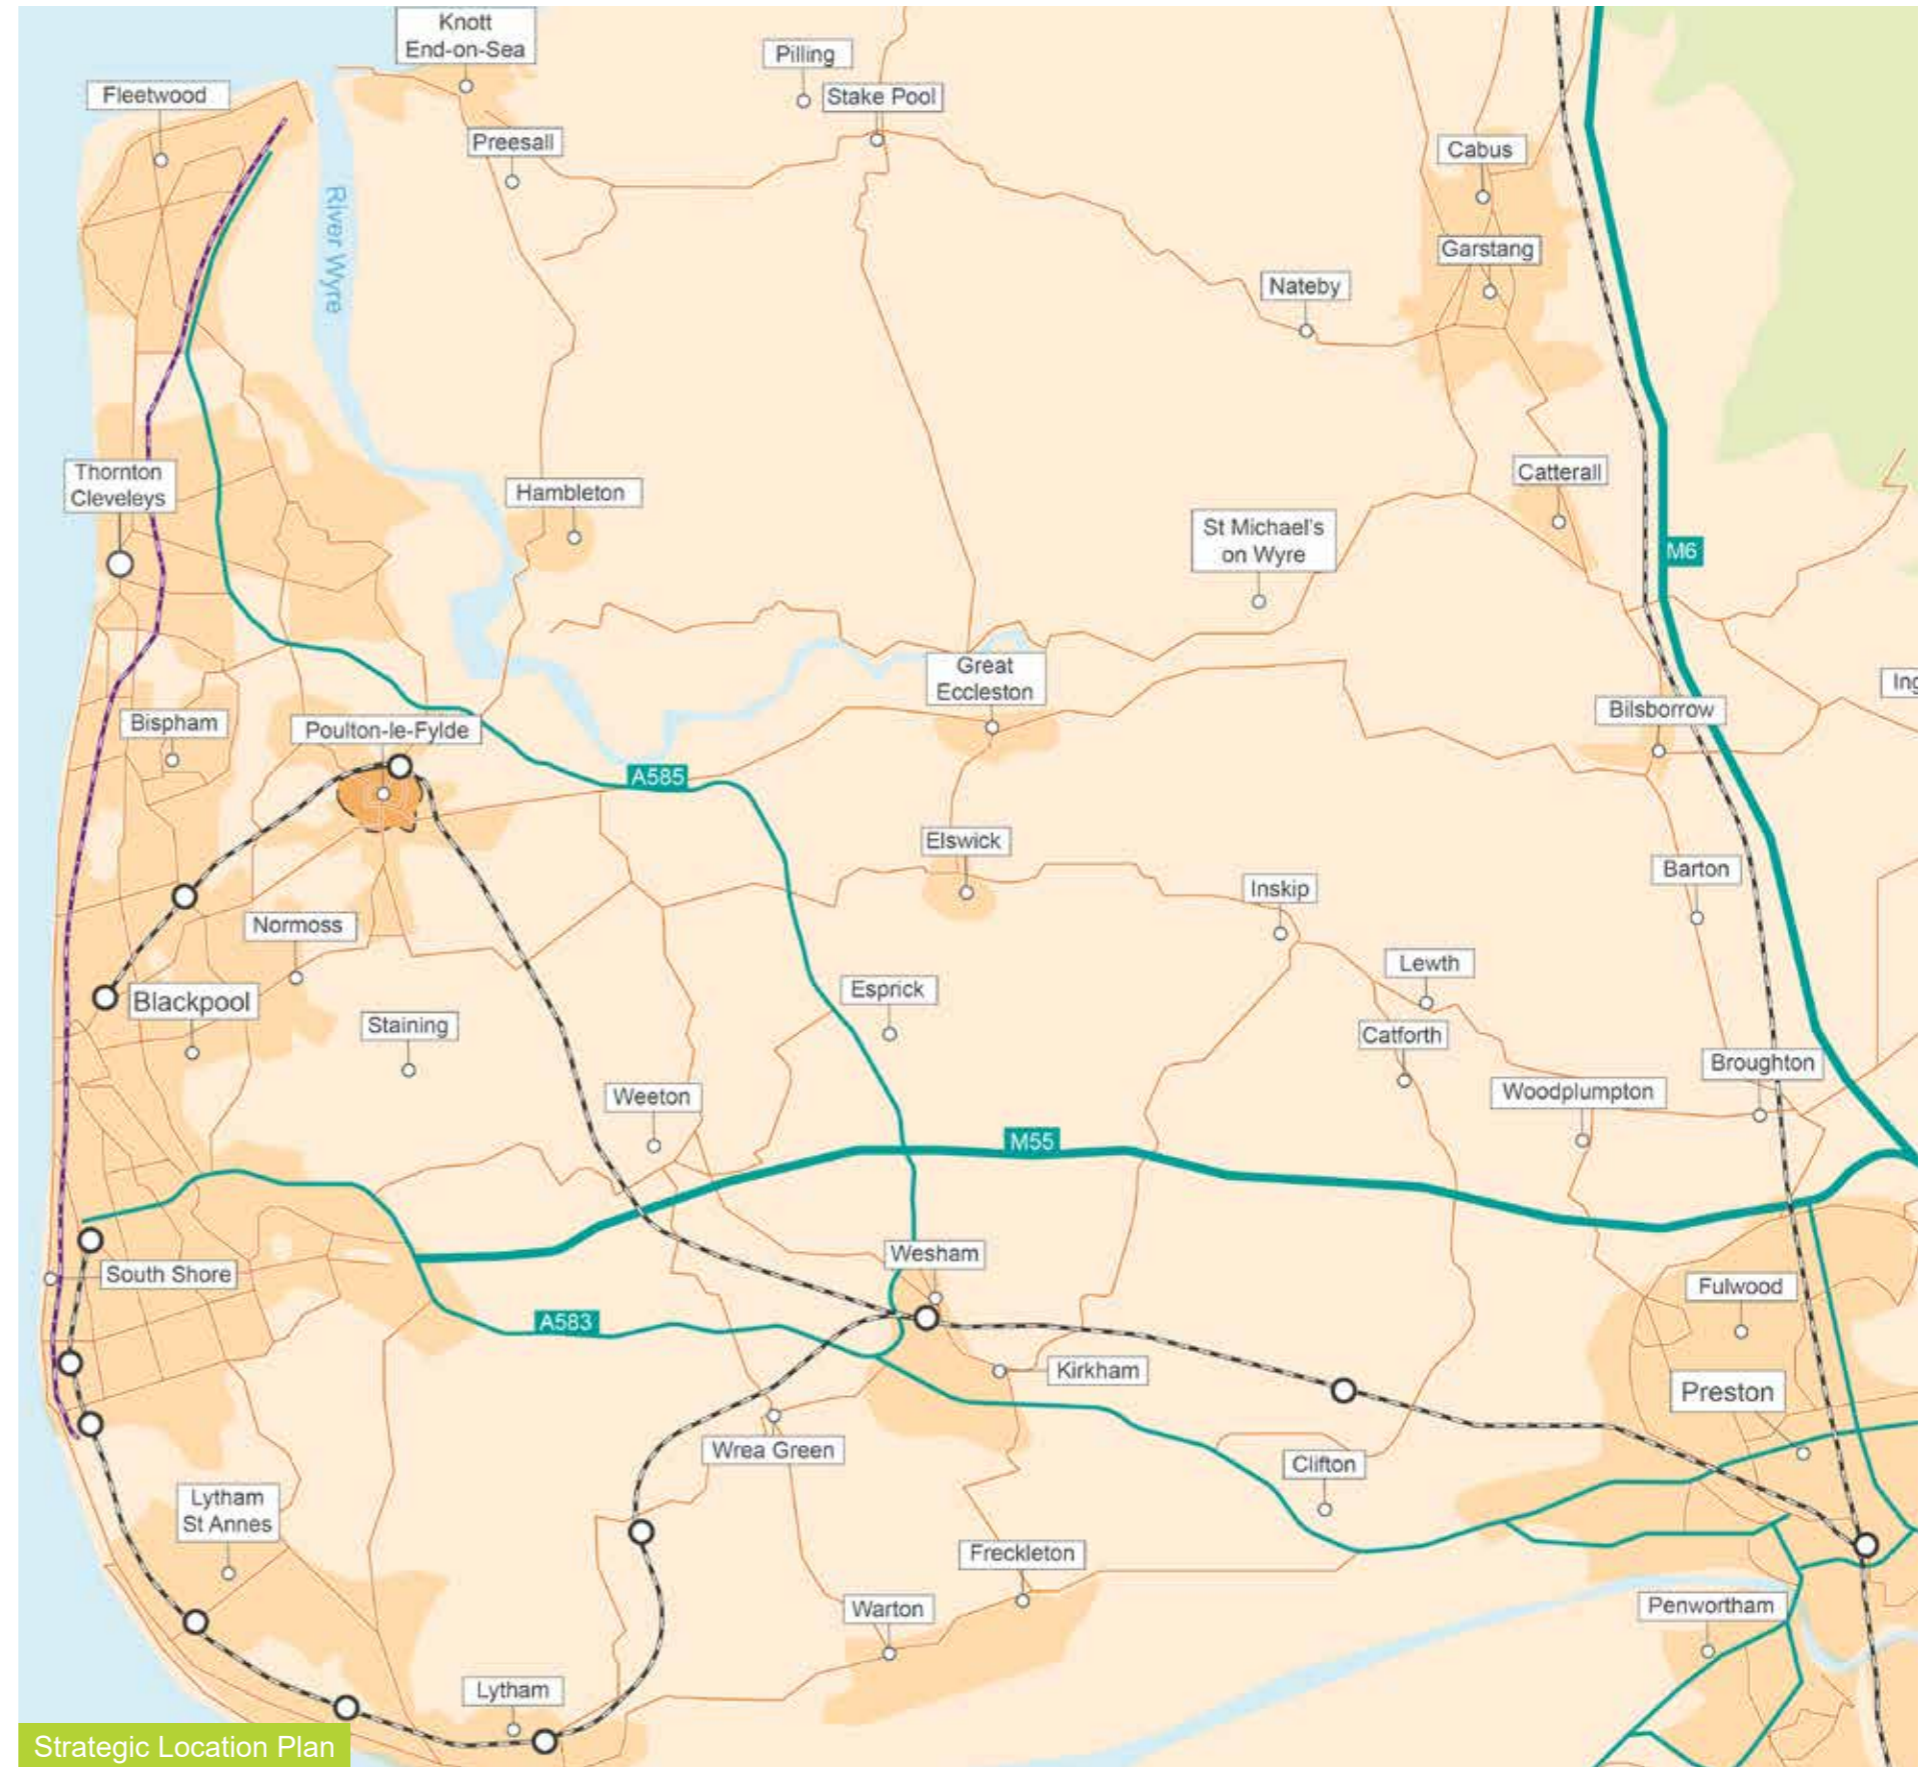 Knott
End-on-Sea
Pilling
Fleetwood
Stake Pool
Preesall
Cabus
River Wyre
Garstang
Nateby
Thornton
Cleveleys
Hambleton
Catterall
St Michael's
on Wyre
M6
Great
Eccleston
Ing
Bispham
Poulton-le-Fylde
Bilsborrow
A585
Elswick
Barton
Inskip
Normoss
Lewth
Esprick
Blackpool
Staining
Catforth
Broughton
Weeton
Woodplumpton
M55
Wesham
South Shore
Fulwood
A583
Kirkham
Preston
Wrea Green
Clifton
Lytham
St Annes
Freckleton
Warton
Penwortham
Lytham
Strategic Location Plan